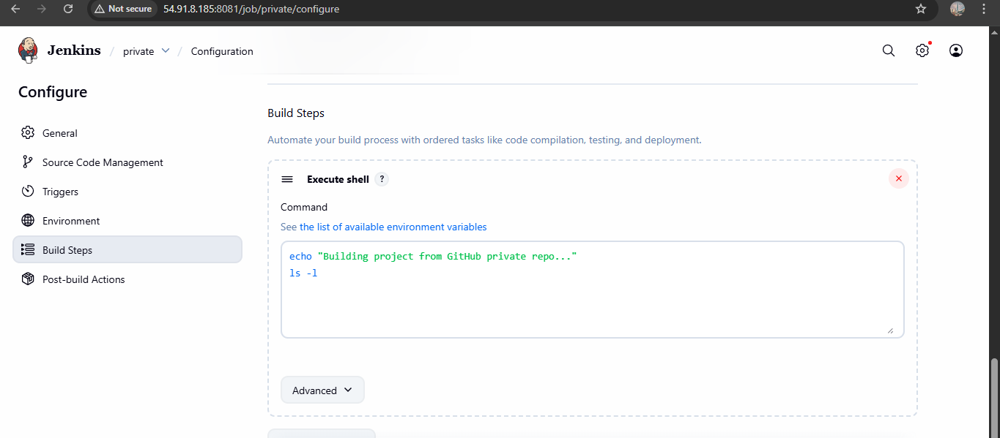 Not secure 54.91.8.185:8081/job/private/configure
Jenkins / private / Configuration
Configure
General
Source Code Management
Triggers
Environment
Build Steps
Post-build Actions
Build Steps
Automate your build process with ordered tasks like code compilation, testing, and deployment.
Execute shell ?
Command
See the list of available environment variables
echo "Building project from GitHub private repo..."
ls -l
Advanced